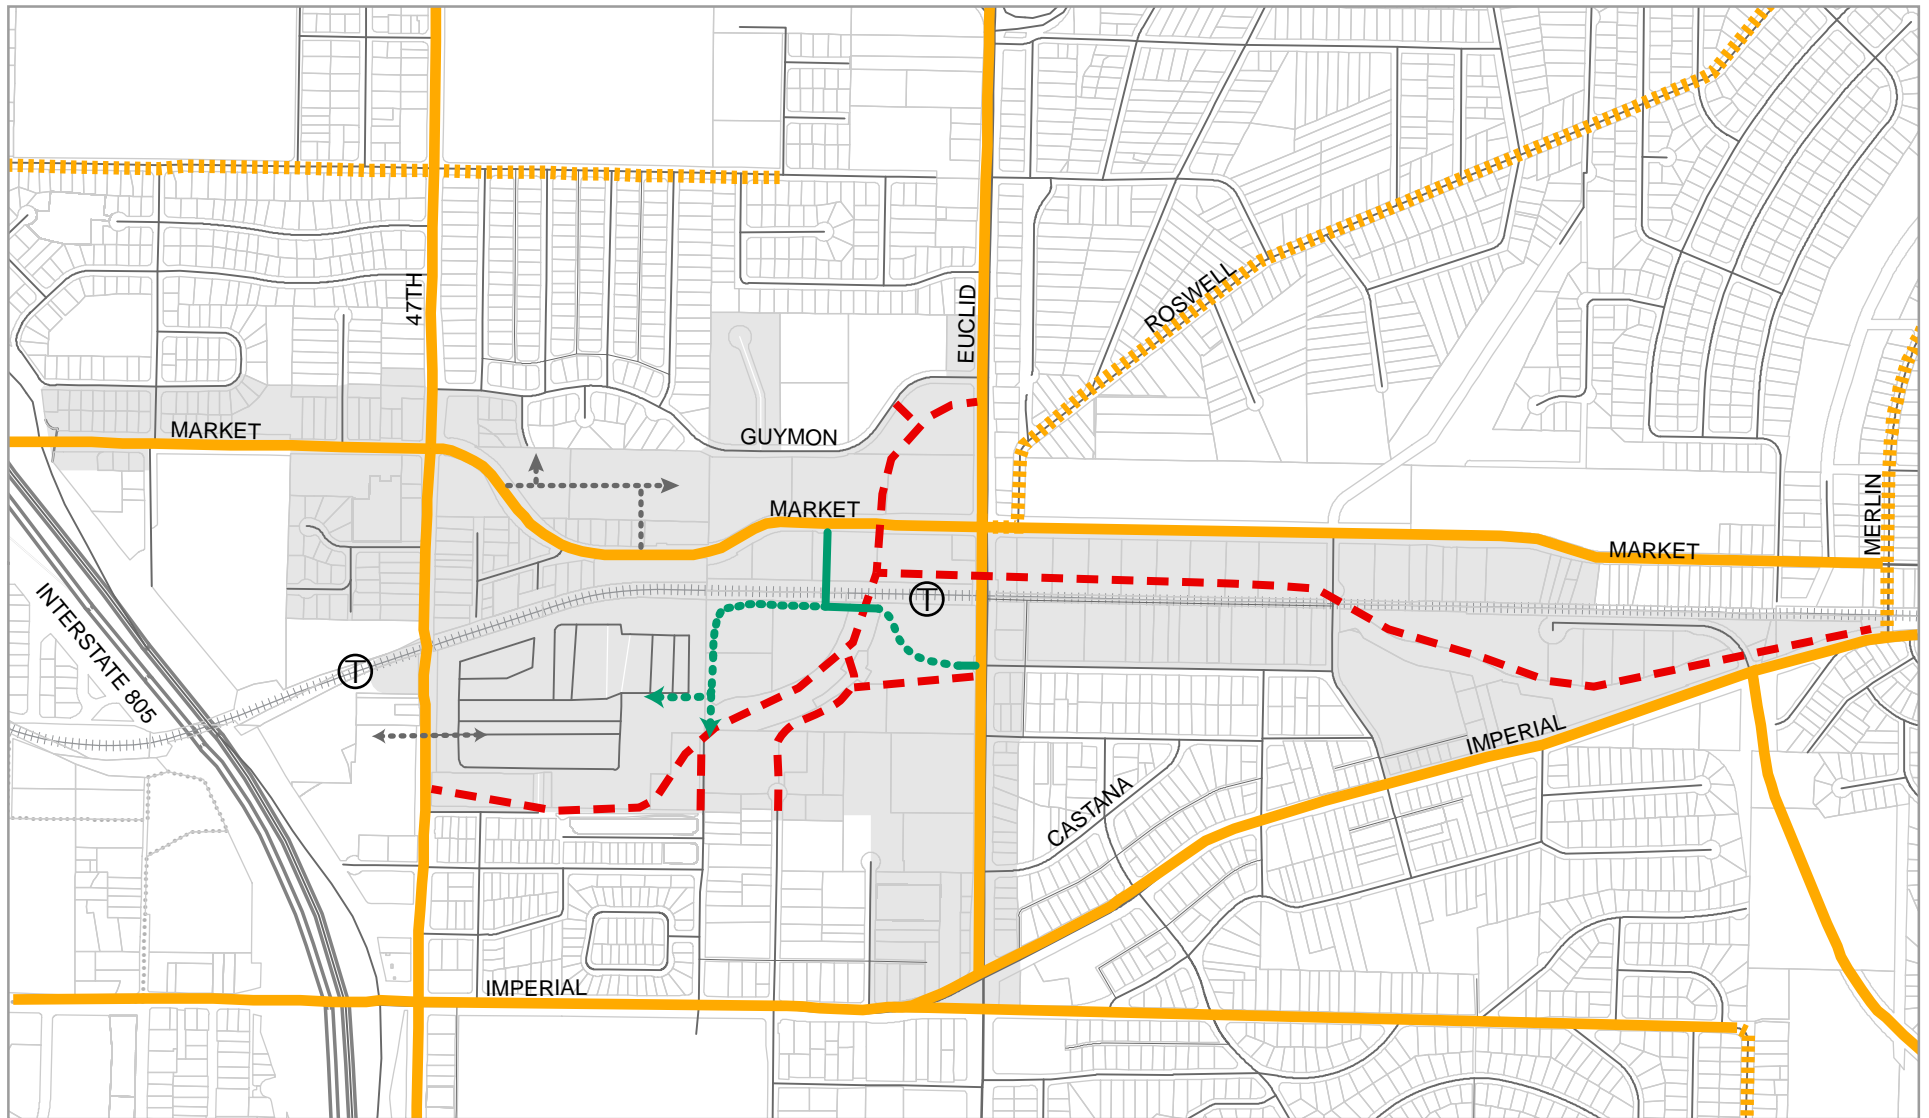 47TH
EUCLID
ROSWELL
MARKET
GUYMON
MARKET
MERLIN
MARKET
T
INTERSTATE 805
T
IMPERIAL
CASTANA
IMPERIAL